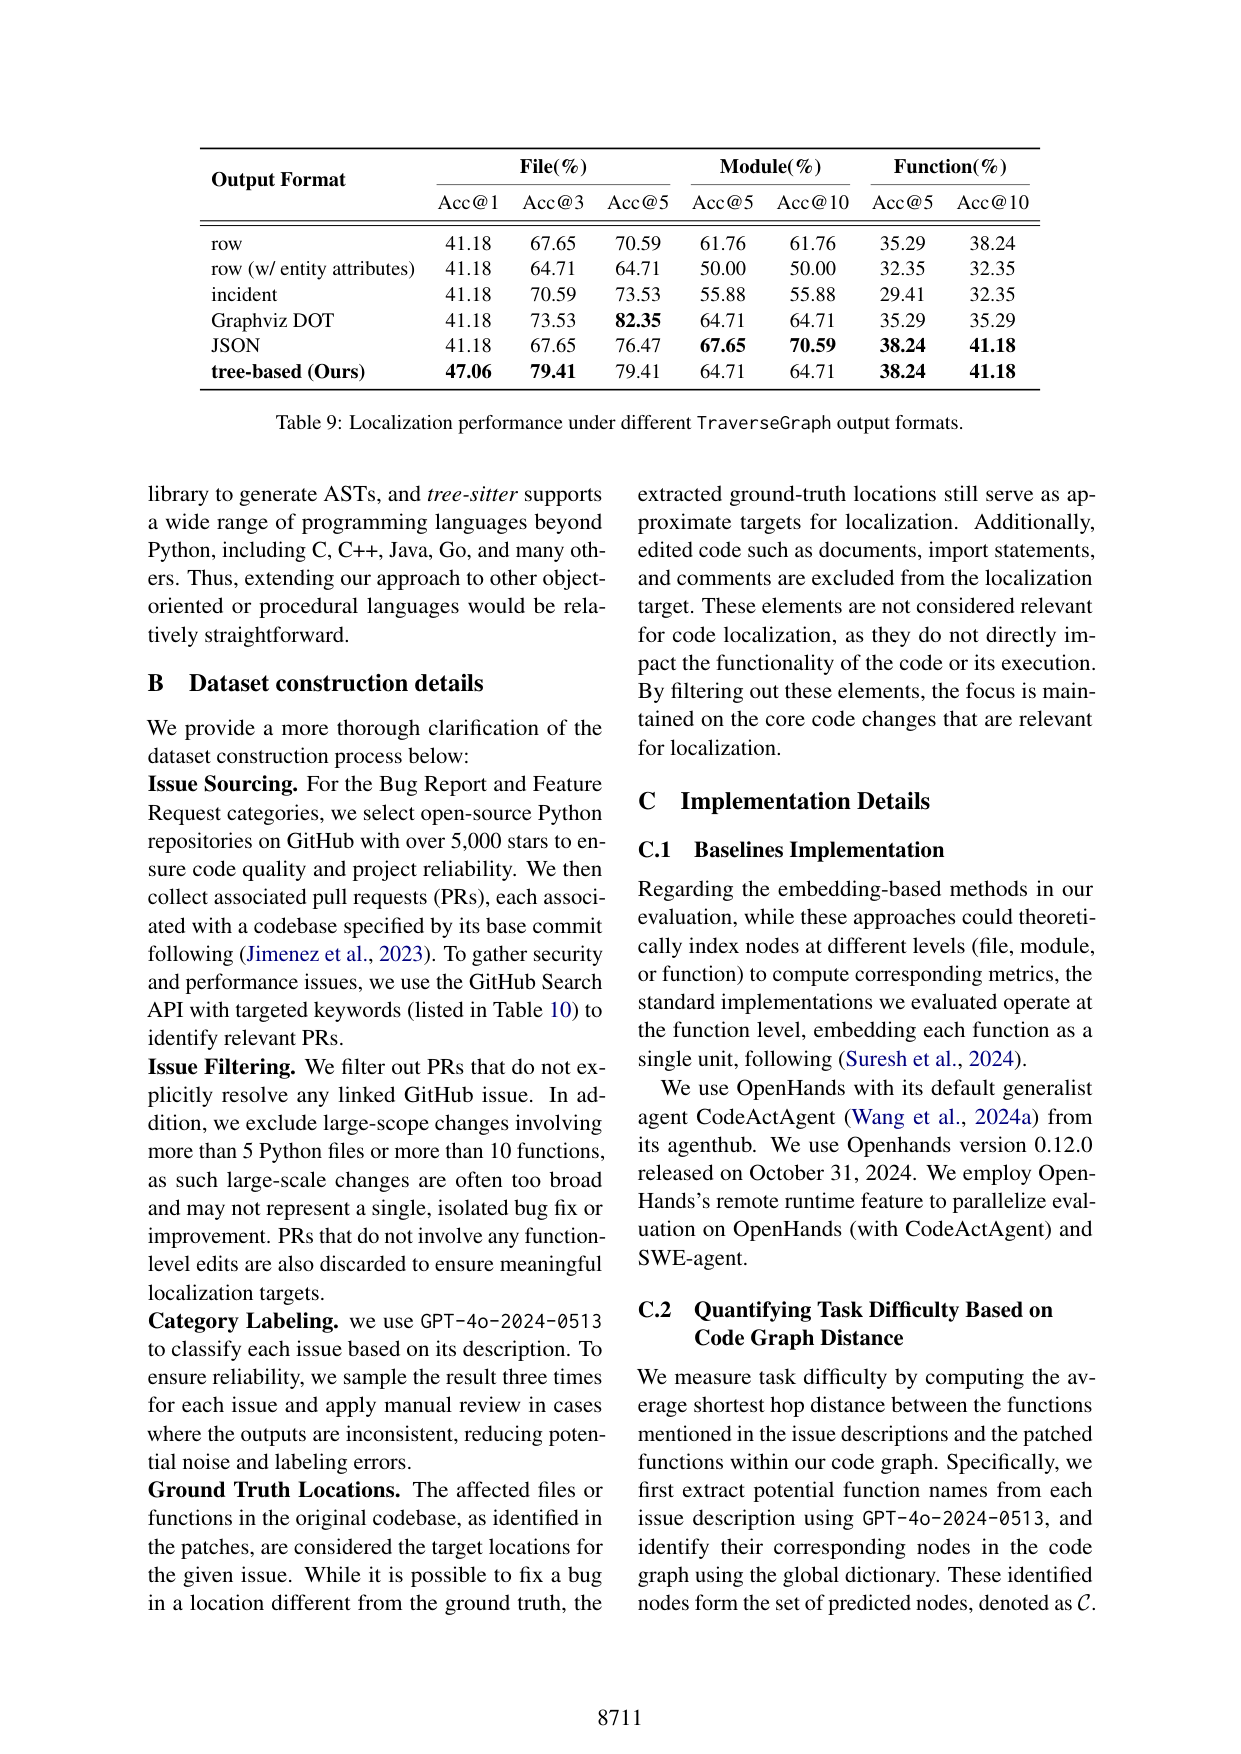 Output Format File(%) Module(%) Function(%)
Acc@1 Acc@3 Acc@5 Acc@5 Acc@10 Acc@5 Acc@10
row 41.18 67.65 70.59 61.76 61.76 35.29 38.24
row (w/ entity attributes) 41.18 64.71 64.71 50.00 50.00 32.35 32.35
incident 41.18 70.59 73.53 55.88 55.88 29.41 32.35
Graphviz DOT 41.18 73.53 82.35 64.71 64.71 35.29 35.29
JSON 41.18 67.65 76.47 67.65 70.59 38.24 41.18
tree-based (Ours) 47.06 79.41 79.41 64.71 64.71 38.24 41.18
Table 9: Localization performance under different TraverseGraph output formats.
library to generate ASTs, and tree-sitter supports
a wide range of programming languages beyond
Python, including C, C++, Java, Go, and many oth-
ers. Thus, extending our approach to other object-
oriented or procedural languages would be rela-
tively straightforward.
B Dataset construction details
We provide a more thorough clarification of the
dataset construction process below:
Issue Sourcing. For the Bug Report and Feature
Request categories, we select open-source Python
repositories on GitHub with over 5,000 stars to en-
sure code quality and project reliability. We then
collect associated pull requests (PRs), each associ-
ated with a codebase specified by its base commit
following (Jimenez et al., 2023). To gather security
and performance issues, we use the GitHub Search
API with targeted keywords (listed in Table 10) to
identify relevant PRs.
Issue Filtering. We filter out PRs that do not ex-
plicitly resolve any linked GitHub issue. In ad-
dition, we exclude large-scope changes involving
more than 5 Python files or more than 10 functions,
as such large-scale changes are often too broad
and may not represent a single, isolated bug fix or
improvement. PRs that do not involve any function-
level edits are also discarded to ensure meaningful
localization targets.
Category Labeling. we use GPT-4o-2024-0513
to classify each issue based on its description. To
ensure reliability, we sample the result three times
for each issue and apply manual review in cases
where the outputs are inconsistent, reducing poten-
tial noise and labeling errors.
Ground Truth Locations. The affected files or
functions in the original codebase, as identified in
the patches, are considered the target locations for
the given issue. While it is possible to fix a bug
in a location different from the ground truth, the
extracted ground-truth locations still serve as ap-
proximate targets for localization. Additionally,
edited code such as documents, import statements,
and comments are excluded from the localization
target. These elements are not considered relevant
for code localization, as they do not directly im-
pact the functionality of the code or its execution.
By filtering out these elements, the focus is main-
tained on the core code changes that are relevant
for localization.
C Implementation Details
C.1 Baselines Implementation
Regarding the embedding-based methods in our
evaluation, while these approaches could theoreti-
cally index nodes at different levels (file, module,
or function) to compute corresponding metrics, the
standard implementations we evaluated operate at
the function level, embedding each function as a
single unit, following (Suresh et al., 2024).
We use OpenHands with its default generalist
agent CodeActAgent (Wang et al., 2024a) from
its agenthub. We use Openhands version 0.12.0
released on October 31, 2024. We employ Open-
Hands's remote runtime feature to parallelize eval-
uation on OpenHands (with CodeActAgent) and
SWE-agent.
C.2 Quantifying Task Difficulty Based on
Code Graph Distance
We measure task difficulty by computing the av-
erage shortest hop distance between the functions
mentioned in the issue descriptions and the patched
functions within our code graph. Specifically, we
first extract potential function names from each
issue description using GPT-4o-2024-0513, and
identify their corresponding nodes in the code
graph using the global dictionary. These identified
nodes form the set of predicted nodes, denoted as 𝒞.
8711